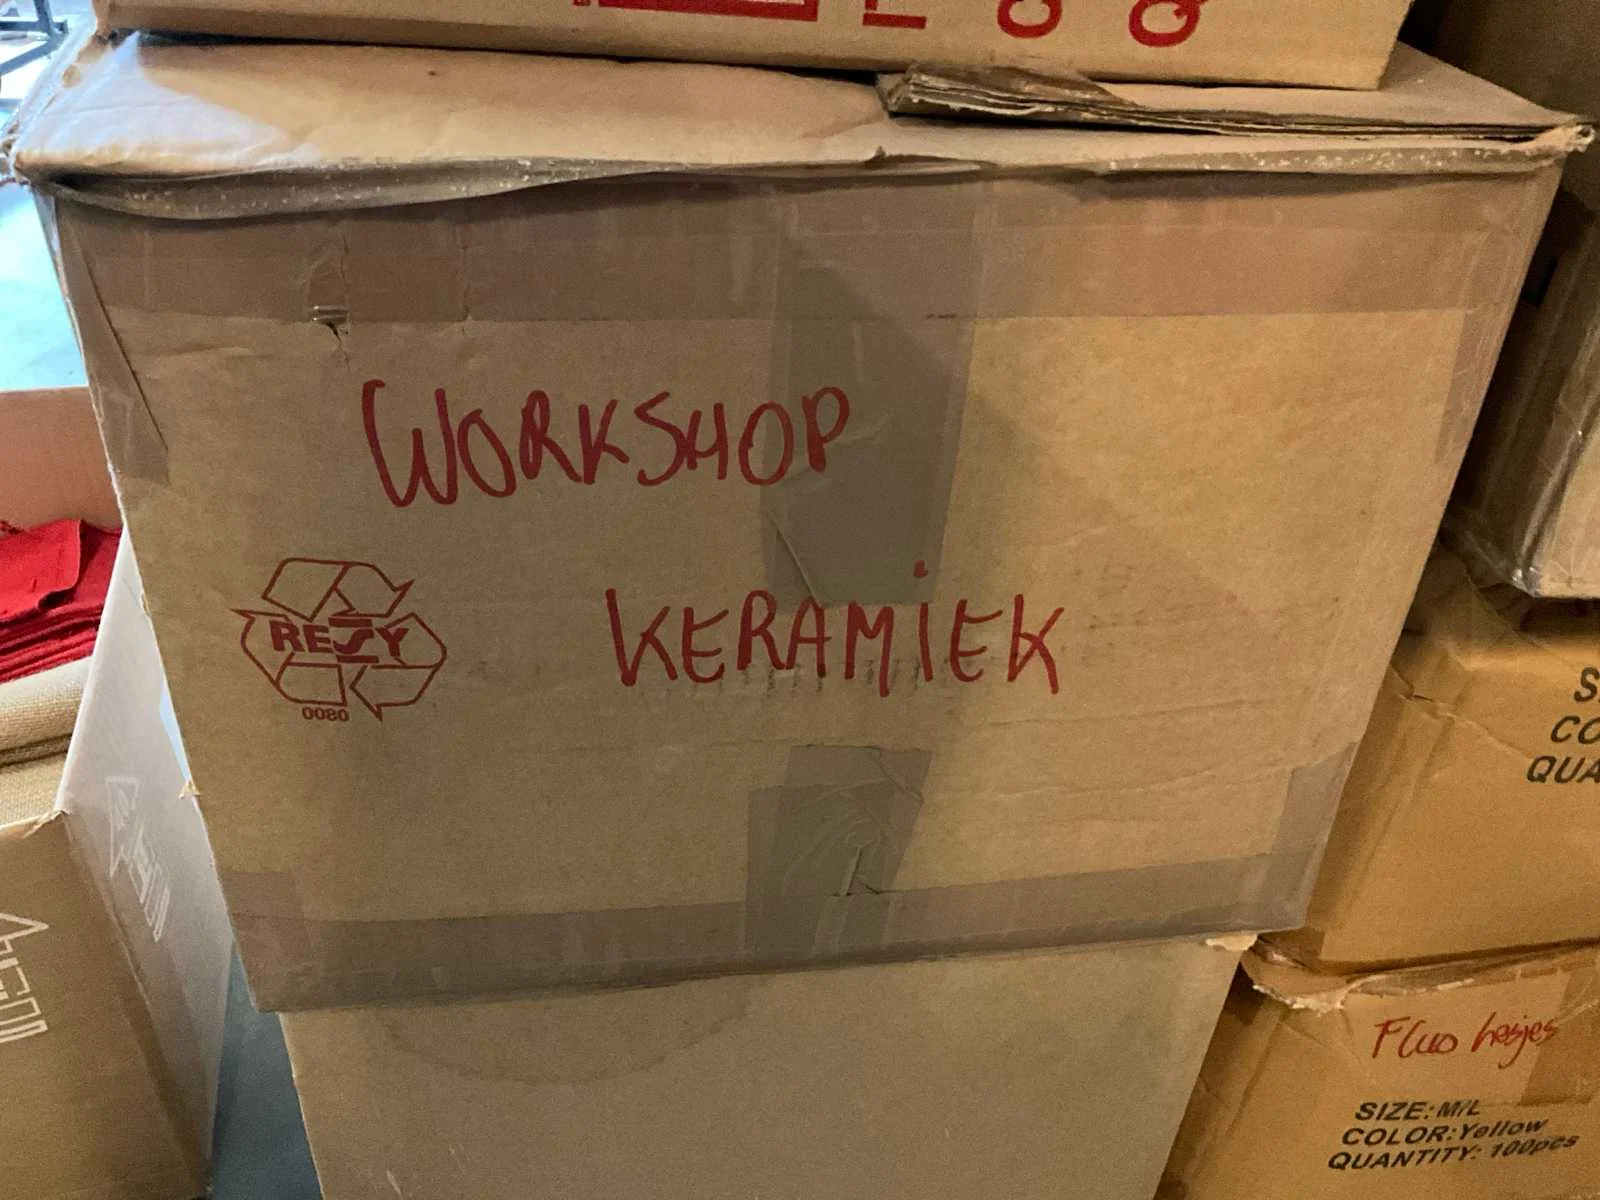 WORKSHOP
KERAMIEK
RESY
0080
Fluo hesjes
SIZE: M/L
COLOR: Yellow
QUANTITY: 100pcs